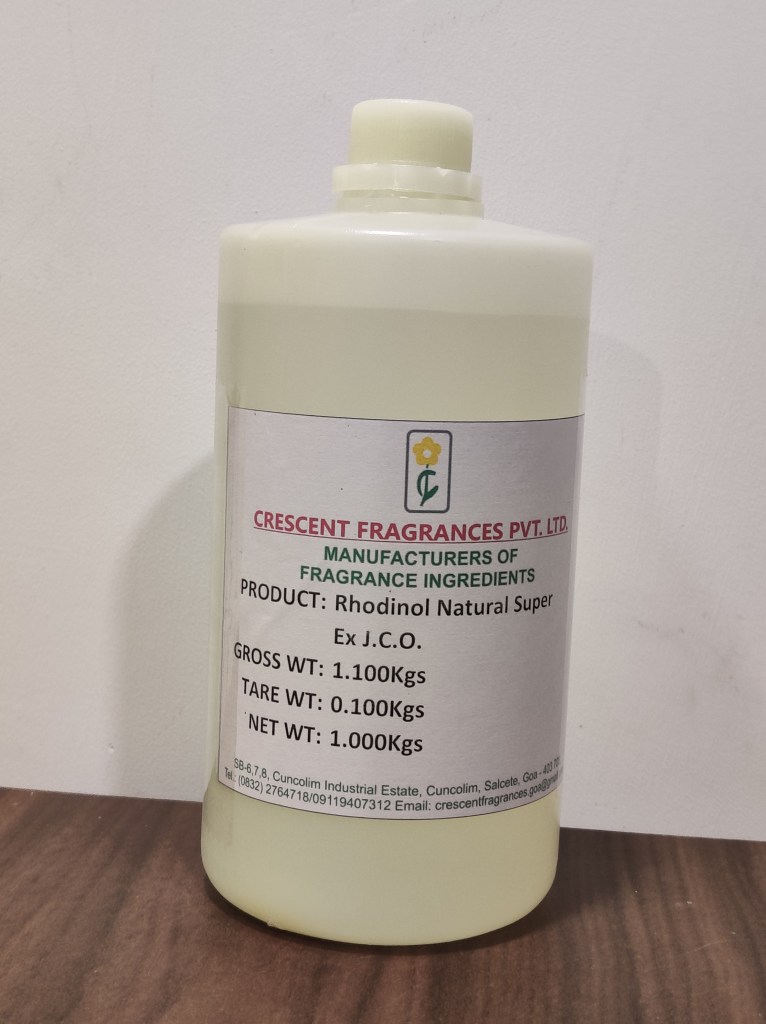 CRESCENT FRAGRANCES PVT. LTD.
MANUFACTURERS OF
FRAGRANCE INGREDIENTS
PRODUCT: Rhodinol Natural Super
Ex J.C.O.
GROSS WT: 1.100Kgs
TARE WT: 0.100Kgs
NET WT: 1.000Kgs
SB-6,7,8, Cuncolim Industrial Estate, Cuncolim, Salcete, Goa - 403
Tel.: (0832) 2764718/09119407312 Email: